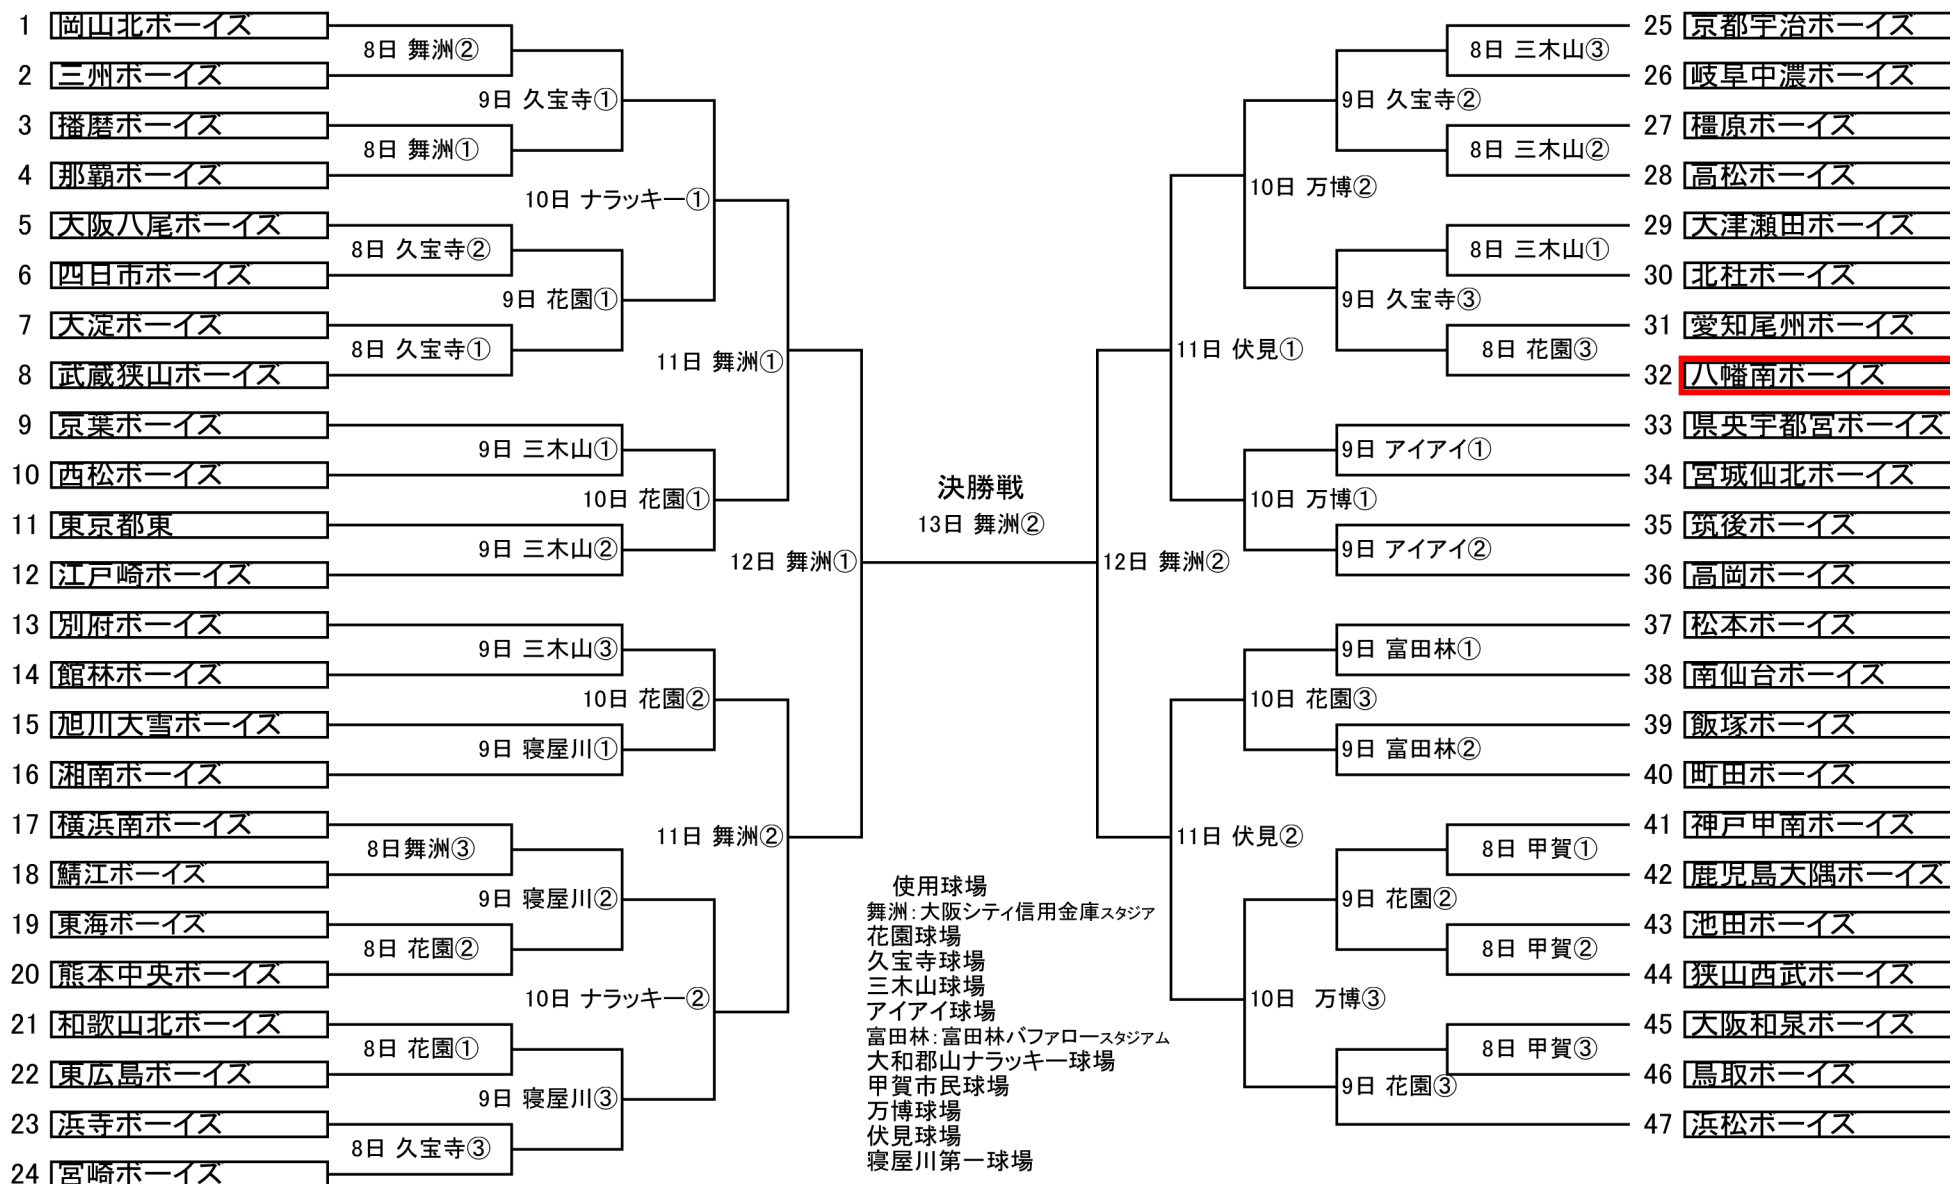 1 岡山北ボーイズ
2 三州ボーイズ
3 播磨ボーイズ
4 那覇ボーイズ
5 大阪八尾ボーイズ
6 四日市ボーイズ
7 大淀ボーイズ
8 武蔵狭山ボーイズ
9 京葉ボーイズ
10 西松ボーイズ
11 東京都東
12 江戸崎ボーイズ
13 別府ボーイズ
14 館林ボーイズ
15 旭川大雪ボーイズ
16 湘南ボーイズ
17 横浜南ボーイズ
18 鯖江ボーイズ
19 東海ボーイズ
20 熊本中央ボーイズ
21 和歌山北ボーイズ
22 東広島ボーイズ
23 浜寺ボーイズ
24 宮崎ボーイズ
8日 舞洲②
8日 舞洲①
8日 久宝寺②
8日 久宝寺①
8日舞洲③
8日 花園②
8日 花園①
8日 久宝寺③
9日 久宝寺①
9日 花園①
9日 三木山①
9日 三木山②
9日 三木山③
9日 寝屋川①
9日 寝屋川②
9日 寝屋川③
10日 ナラッキー①
10日 花園①
10日 花園②
10日 ナラッキー②
11日 舞洲①
11日 舞洲②
12日 舞洲①
決勝戦
13日 舞洲②
使用球場
舞洲：大阪シティ信用金庫スタジア
花園球場
久宝寺球場
三木山球場
アイアイ球場
富田林：富田林バファロースタジアム
大和郡山ナラッキー球場
甲賀市民球場
万博球場
伏見球場
寝屋川第一球場
12日 舞洲②
11日 伏見①
11日 伏見②
10日 万博②
10日 万博①
10日 花園③
10日 万博③
9日 久宝寺②
9日 久宝寺③
9日 アイアイ①
9日 アイアイ②
9日 富田林①
9日 富田林②
9日 花園②
9日 花園③
8日 三木山③
8日 三木山②
8日 三木山①
8日 花園③
8日 甲賀①
8日 甲賀②
8日 甲賀③
25 京都宇治ボーイズ
26 岐阜中濃ボーイズ
27 橿原ボーイズ
28 高松ボーイズ
29 大津瀬田ボーイズ
30 北杜ボーイズ
31 愛知尾州ボーイズ
32 八幡南ボーイズ
33 県央宇都宮ボーイズ
34 宮城仙北ボーイズ
35 筑後ボーイズ
36 高岡ボーイズ
37 松本ボーイズ
38 南仙台ボーイズ
39 飯塚ボーイズ
40 町田ボーイズ
41 神戸甲南ボーイズ
42 鹿児島大隅ボーイズ
43 池田ボーイズ
44 狭山西武ボーイズ
45 大阪和泉ボーイズ
46 鳥取ボーイズ
47 浜松ボーイズ